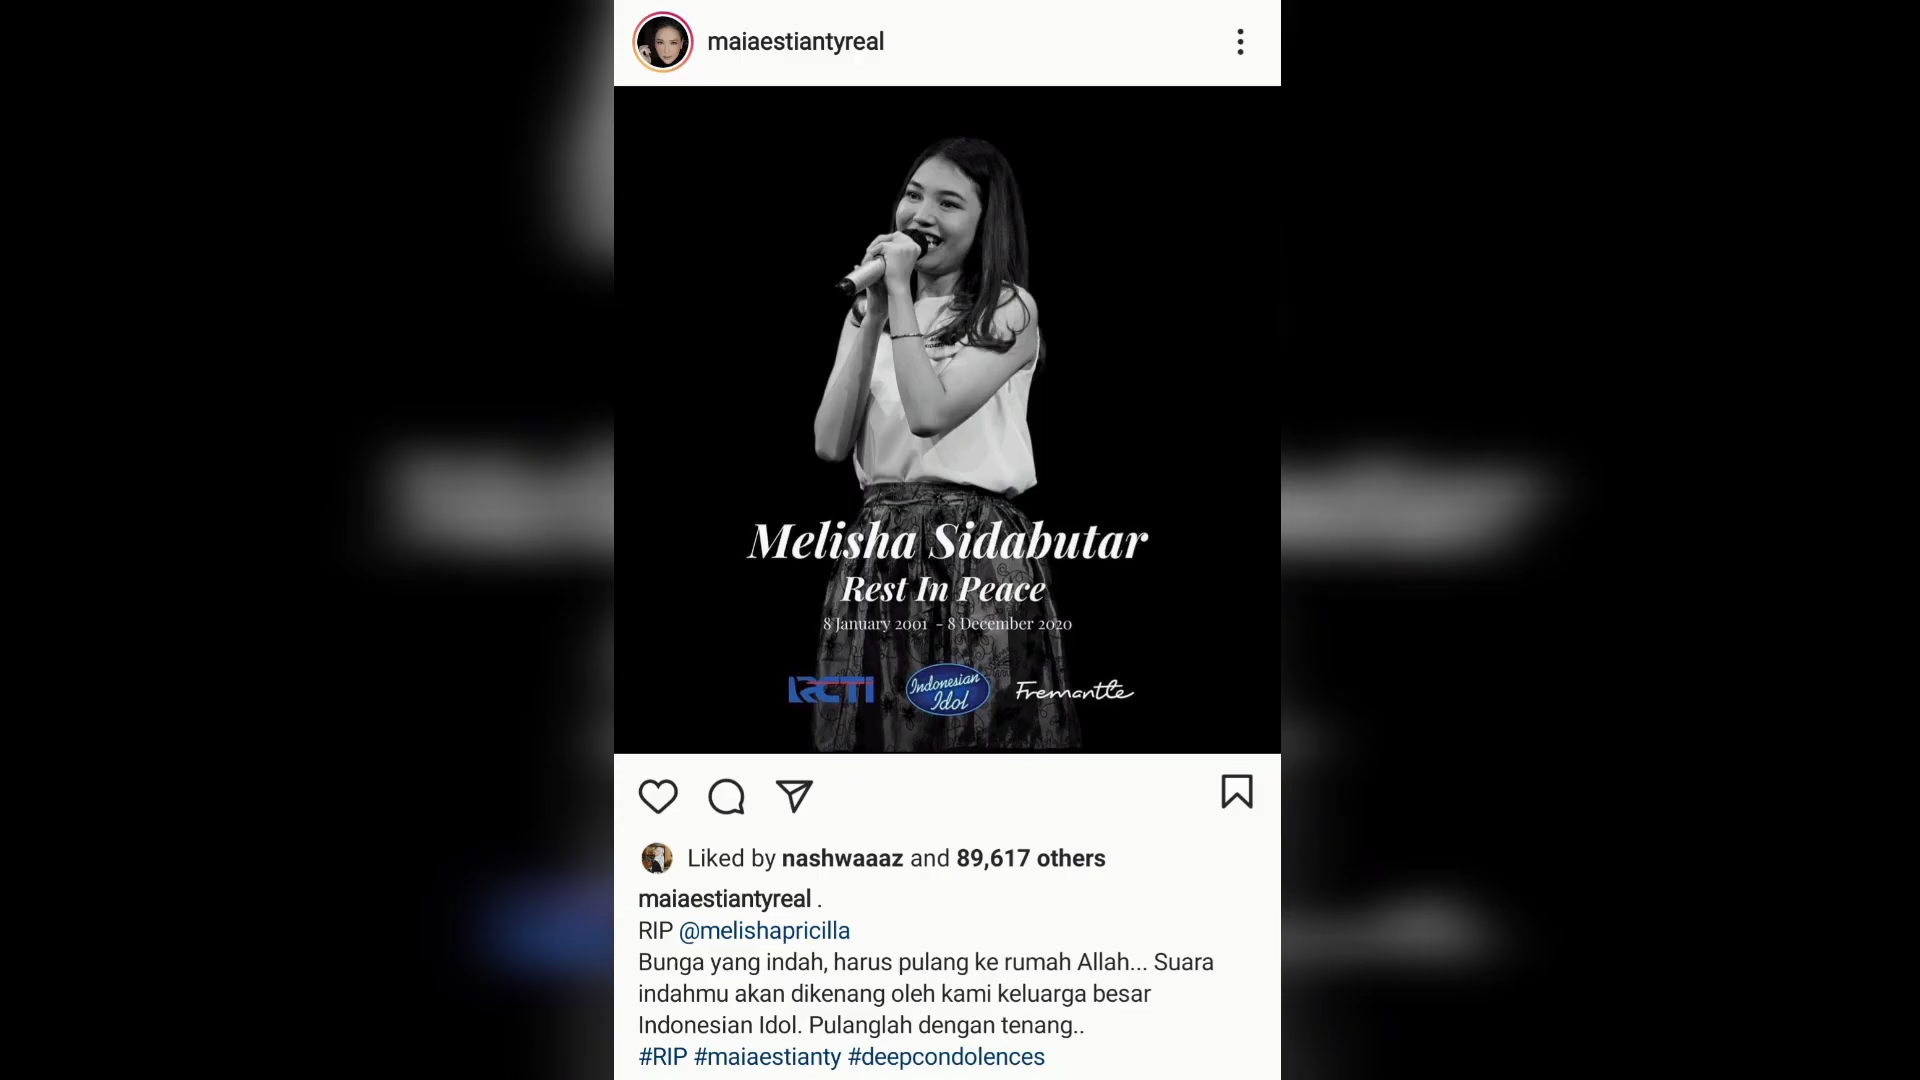 maiaestiantyreal
Melisha Sidabutar
Rest In Peace
8 January 2001 - 8 December 2020
RCTI Indonesian Idol Fremantle
Liked by nashwaaaz and 89,617 others
maiaestiantyreal .
RIP @melishapricilla
Bunga yang indah, harus pulang ke rumah Allah... Suara
indahmu akan dikenang oleh kami keluarga besar
Indonesian Idol. Pulanglah dengan tenang..
#RIP #maiaestianty #deepcondolences